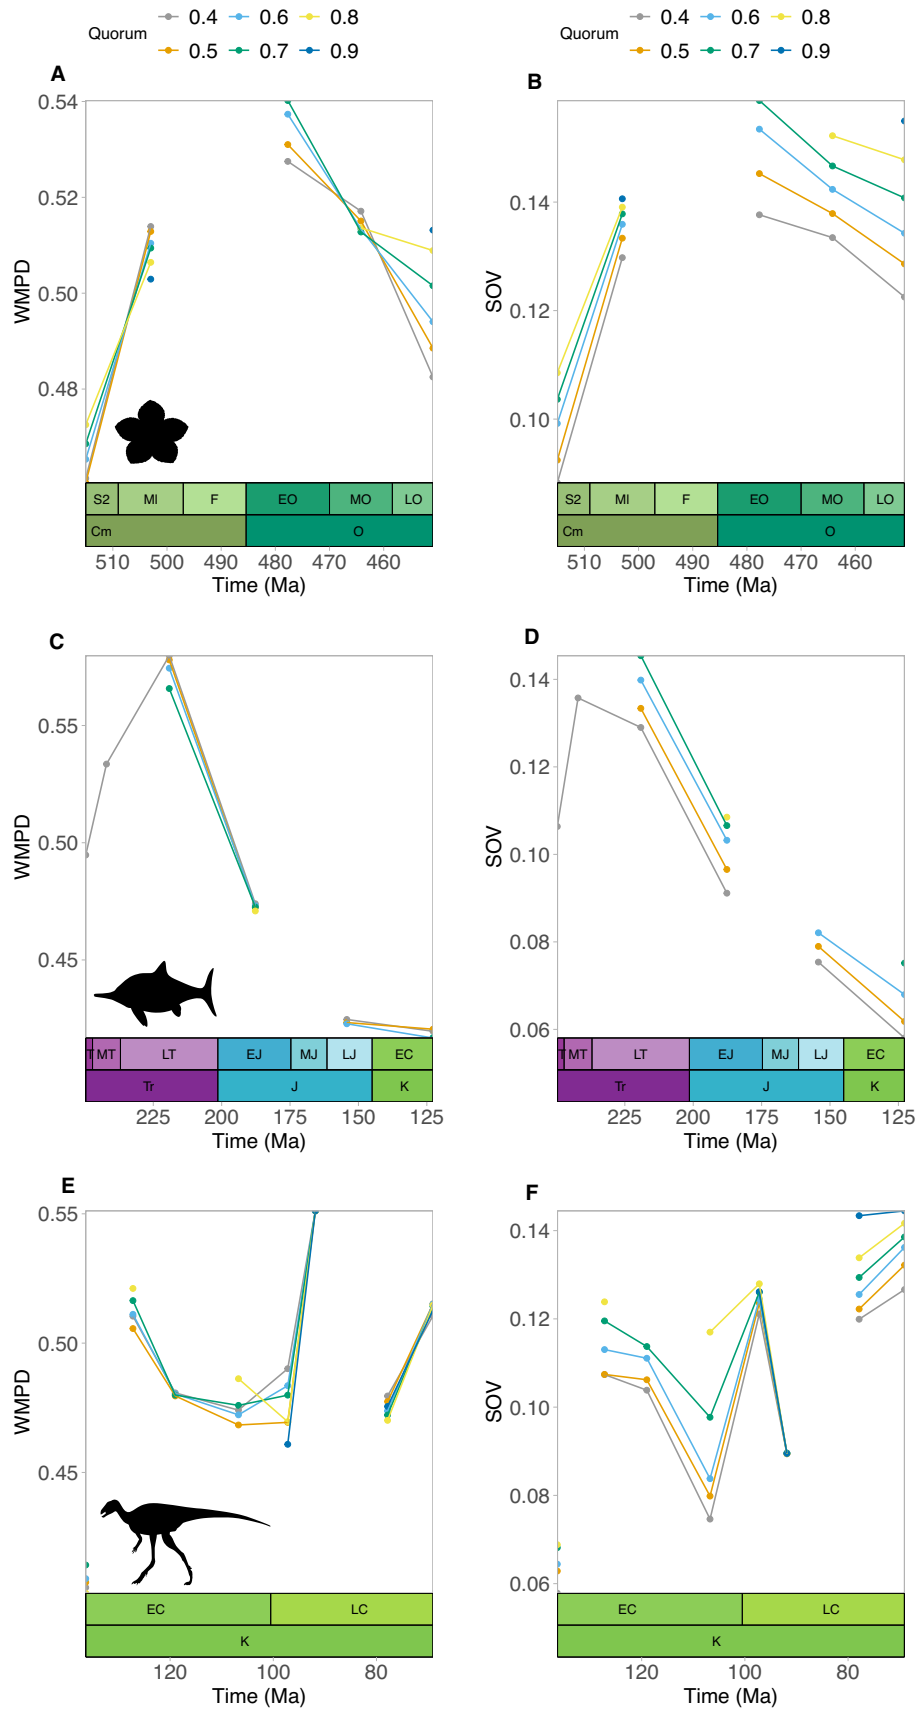 Quorum 0.4 0.6 0.8
0.5 0.7 0.9
Quorum 0.4 0.6 0.8
0.5 0.7 0.9
A
WMPD
0.54
0.52
0.50
0.48
S2 MI F EO MO LO
Cm O
510 500 490 480 470 460
Time (Ma)
B
SOV
0.14
0.12
0.10
S2 MI F EO MO LO
Cm O
510 500 490 480 470 460
Time (Ma)
C
WMPD
0.55
0.50
0.45
T MT LT EJ MJ LJ EC
Tr J K
225 200 175 150 125
Time (Ma)
D
SOV
0.14
0.12
0.10
0.08
0.06
T MT LT EJ MJ LJ EC
Tr J K
225 200 175 150 125
Time (Ma)
E
WMPD
0.55
0.50
0.45
EC LC
K
120 100 80
Time (Ma)
F
SOV
0.14
0.12
0.10
0.08
0.06
EC LC
K
120 100 80
Time (Ma)